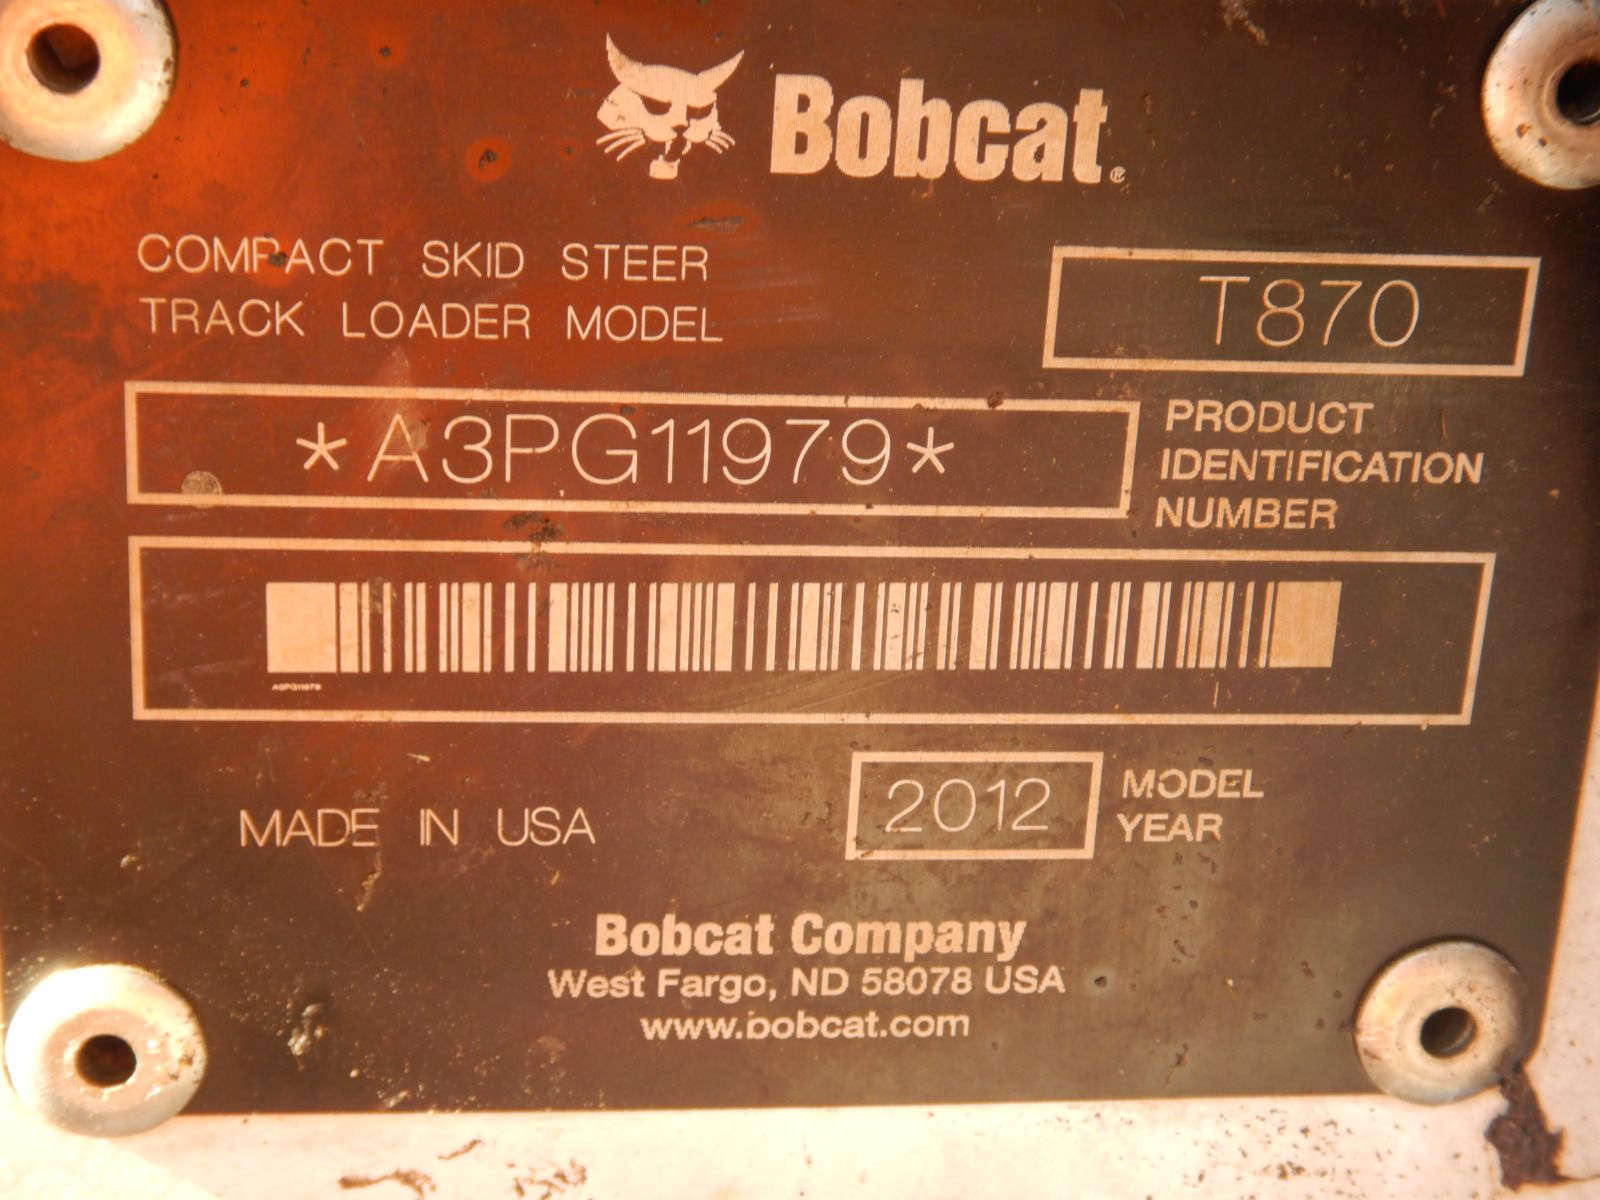 Bobcat®
COMPACT SKID STEER
TRACK LOADER MODEL
T870
*A3PG11979*
PRODUCT
IDENTIFICATION
NUMBER
A3PG11979
MADE IN USA
2012
MODEL
YEAR
Bobcat Company
West Fargo, ND 58078 USA
www.bobcat.com